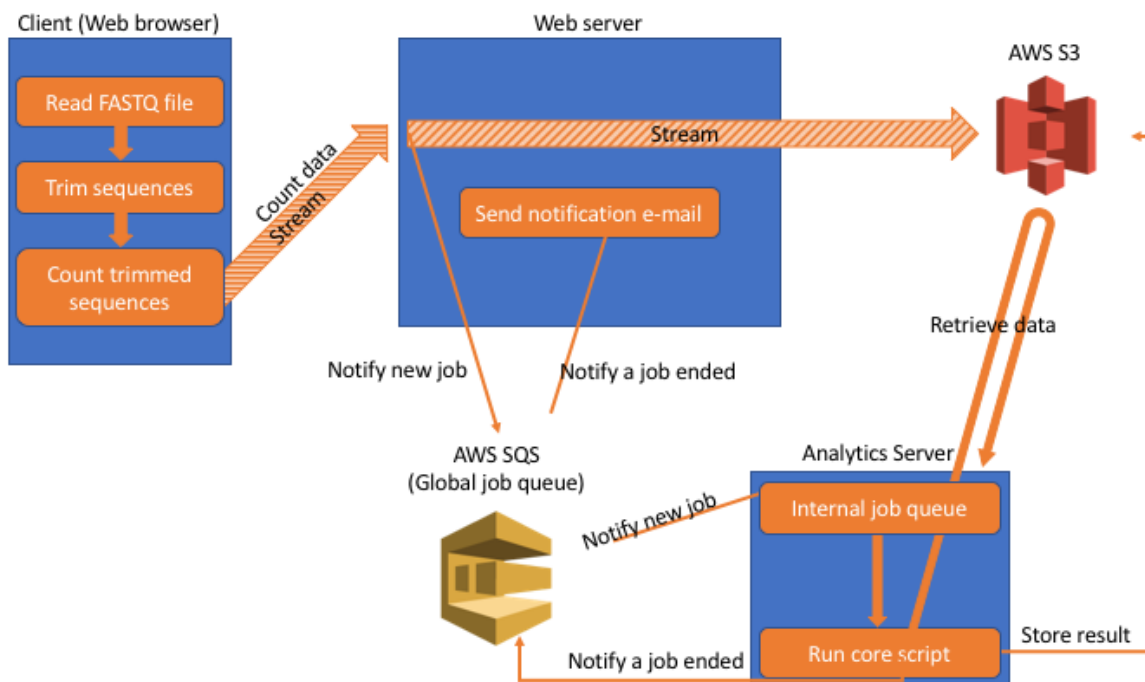 Client (Web browser)
Read FASTQ file
Trim sequences
Count trimmed
sequences
Count data
Stream
Web server
Stream
Send notification e-mail
AWS S3
Notify new job
Notify a job ended
Retrieve data
AWS SQS
(Global job queue)
Analytics Server
Notify new job
Internal job queue
Run core script
Store result
Notify a job ended